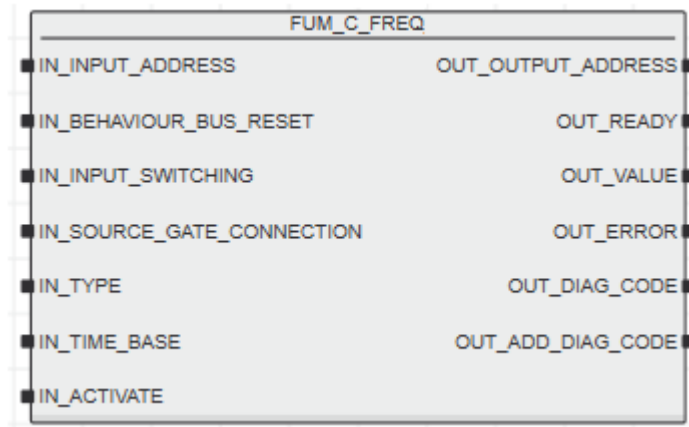 FUM_C_FREQ
IN_INPUT_ADDRESS OUT_OUTPUT_ADDRESS
IN_BEHAVIOUR_BUS_RESET OUT_READY
IN_INPUT_SWITCHING OUT_VALUE
IN_SOURCE_GATE_CONNECTION OUT_ERROR
IN_TYPE OUT_DIAG_CODE
IN_TIME_BASE OUT_ADD_DIAG_CODE
IN_ACTIVATE